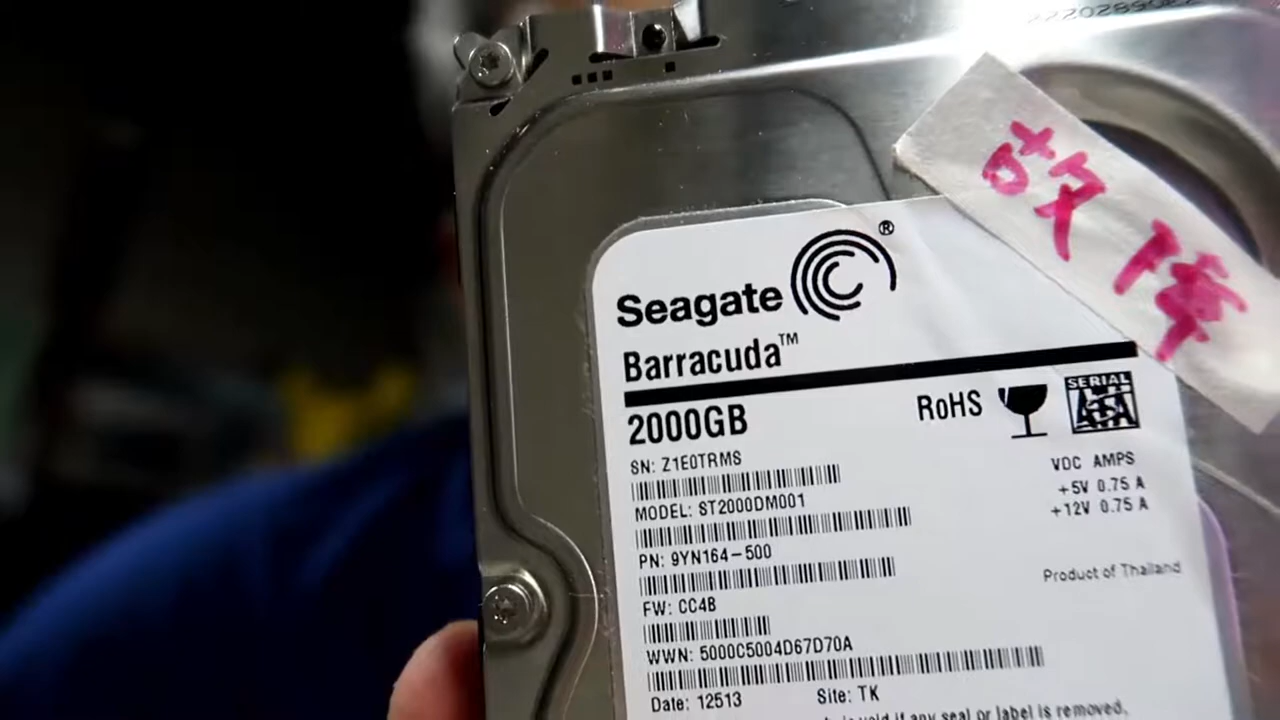 故障
Seagate®
Barracuda™
2000GB
RoHS
SERIAL
ATA
SN: Z1E0TRMS
MODEL: ST2000DM001
PN: 9YN164-500
FW: CC4B
WWN: 5000C5004D67D70A
Date: 12513 Site: TK
VDC AMPS
+5V 0.75 A
+12V 0.75 A
Product of Thailand
is void if any seal or label is removed,